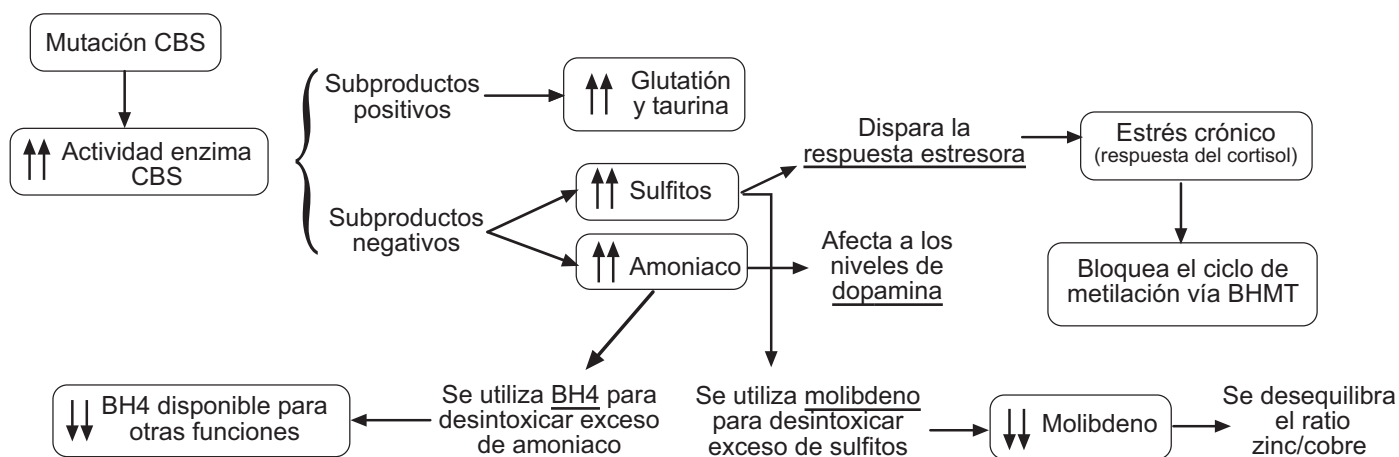 Mutación CBS
Actividad enzima
CBS
Subproductos
positivos
Glutatión
y taurina
Subproductos
negativos
Sulfitos
Amoniaco
Dispara la
respuesta estresora
Estrés crónico
(respuesta del cortisol)
Afecta a los
niveles de
dopamina
Bloquea el ciclo de
metilación vía BHMT
BH4 disponible para
otras funciones
Se utiliza BH4 para
desintoxicar exceso
de amoniaco
Se utiliza molibdeno
para desintoxicar
exceso de sulfitos
Molibdeno
Se desequilibra
el ratio
zinc/cobre